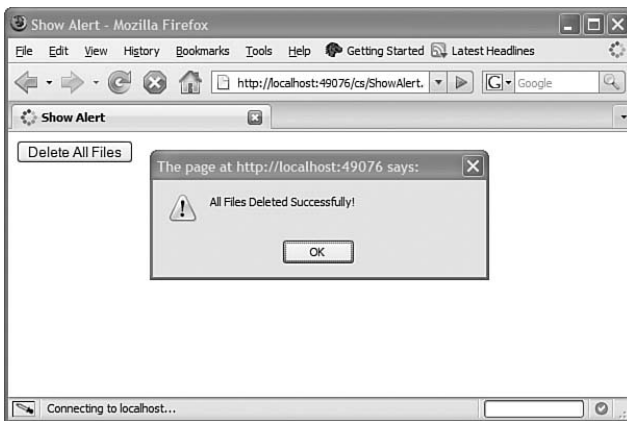 Show Alert - Mozilla Firefox
File Edit View History Bookmarks Tools Help Getting Started Latest Headlines
http://localhost:49076/cs/ShowAlert. G Google
Show Alert
Delete All Files
The page at http://localhost:49076 says:
All Files Deleted Successfully!
OK
Connecting to localhost...